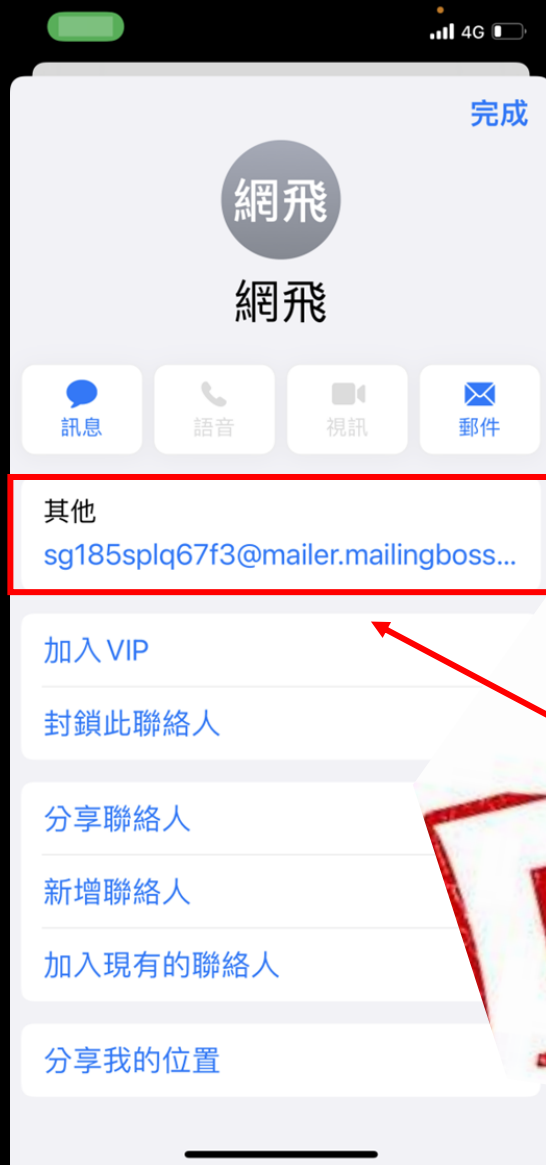 4G
完成
網飛
網飛
訊息 語音 視訊 郵件
其他
sg185splq67f3@mailer.mailingboss...
加入 VIP
封鎖此聯絡人
分享聯絡人
新增聯絡人
加入現有的聯絡人
分享我的位置